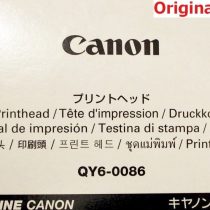 Original
Canon
プリントヘッド
Printhead / Tête d'impression / Druckko
al de impresión / Testina di stampa /
头 / 印刷頭 / 프린트 헤드 / ชุดแม่พิมพ์ / Print
QY6-0086
INE CANON
キヤノン